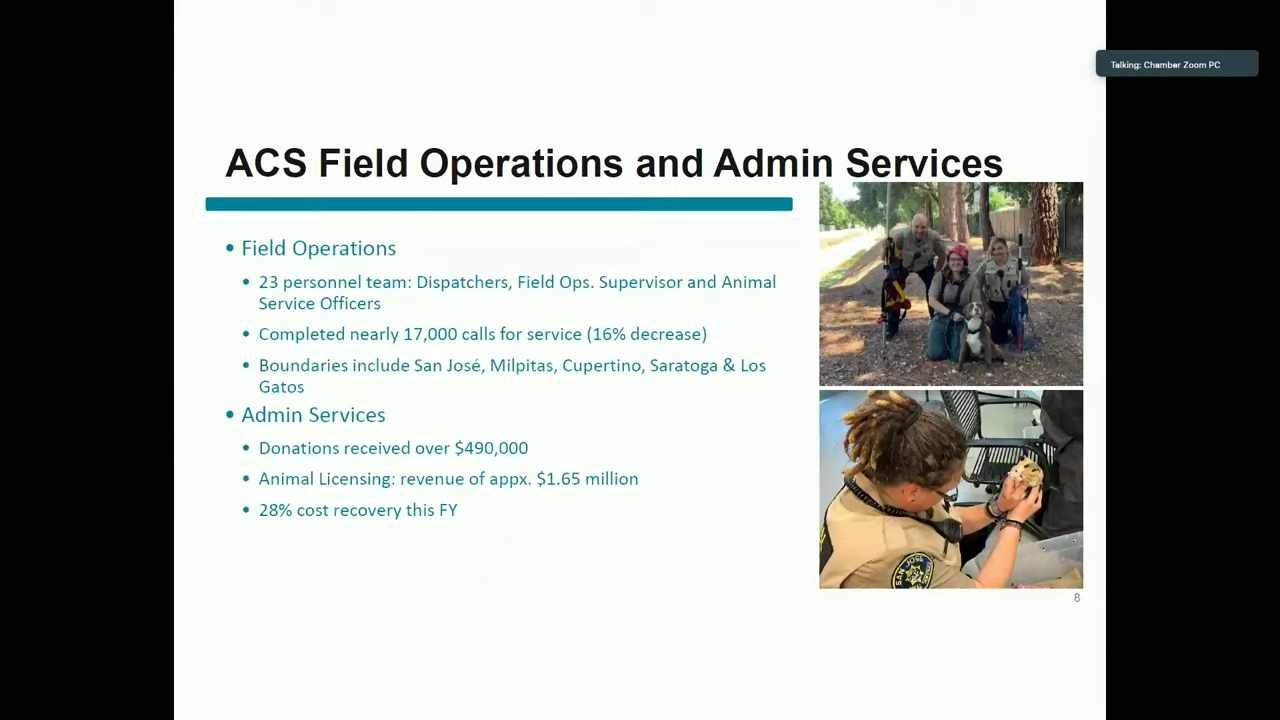 Talking: Chamber Zoom PC
ACS Field Operations and Admin Services
• Field Operations
• 23 personnel team: Dispatchers, Field Ops. Supervisor and Animal
Service Officers
• Completed nearly 17,000 calls for service (16% decrease)
• Boundaries include San José, Milpitas, Cupertino, Saratoga & Los
Gatos
• Admin Services
• Donations received over $490,000
• Animal Licensing: revenue of appx. $1.65 million
• 28% cost recovery this FY
SAN JOSE
8